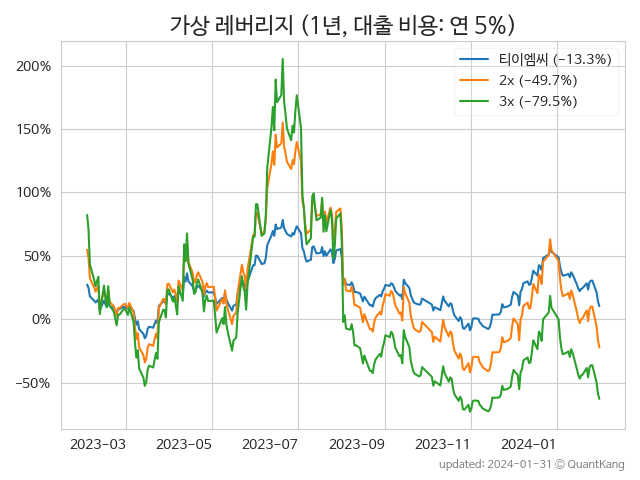 가상 레버리지 (1년, 대출 비용: 연 5%)
티이엠씨 (−13.3%)
2x (−49.7%)
3x (−79.5%)
200%
150%
100%
50%
0%
−50%
2023-03 2023-05 2023-07 2023-09 2023-11 2024-01
updated: 2024-01-31 © QuantKang